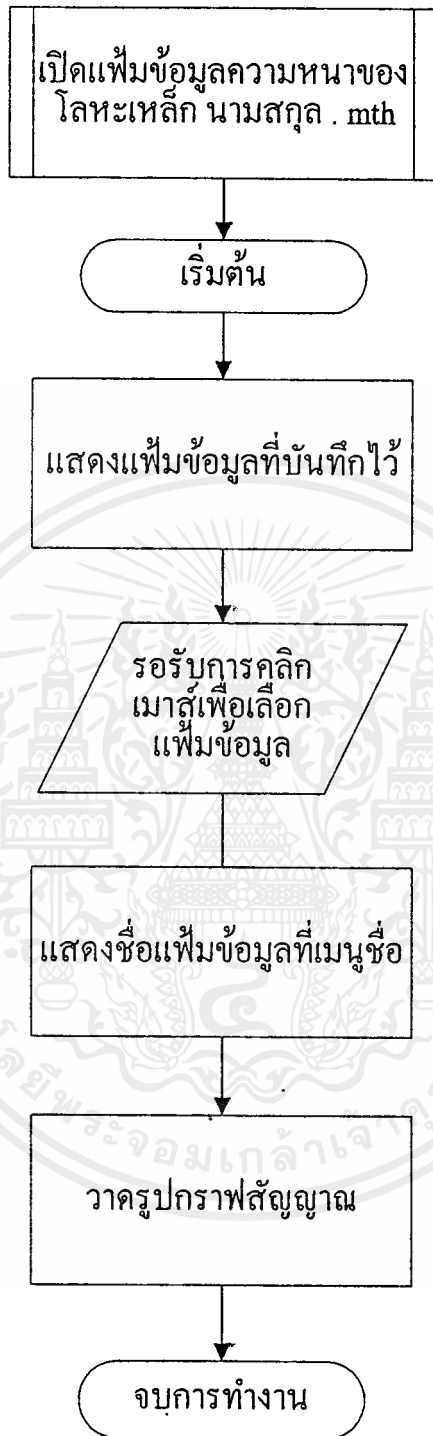 เปิดแฟ้มข้อมูลความหนาของ
โลหะเหล็ก นามสกุล . mth
เริ่มต้น
แสดงแฟ้มข้อมูลที่บันทึกไว้
รอรับการคลิก
เมาส์เพื่อเลือก
แฟ้มข้อมูล
แสดงชื่อแฟ้มข้อมูลที่เมนูชื่อ
วาดรูปกราฟสัญญาณ
จบการทำงาน